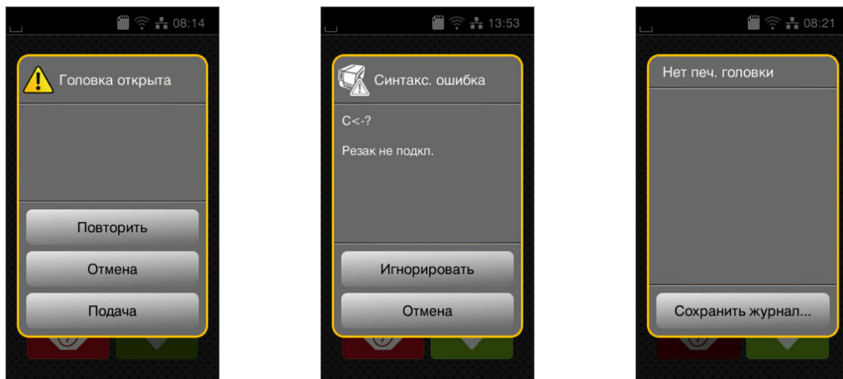 08:14
Головка открыта
Повторить
Отмена
Подача
13:53
Синтакс. ошибка
C<-?
Резак не подкл.
Игнорировать
Отмена
08:21
Нет печ. головки
Сохранить журнал...